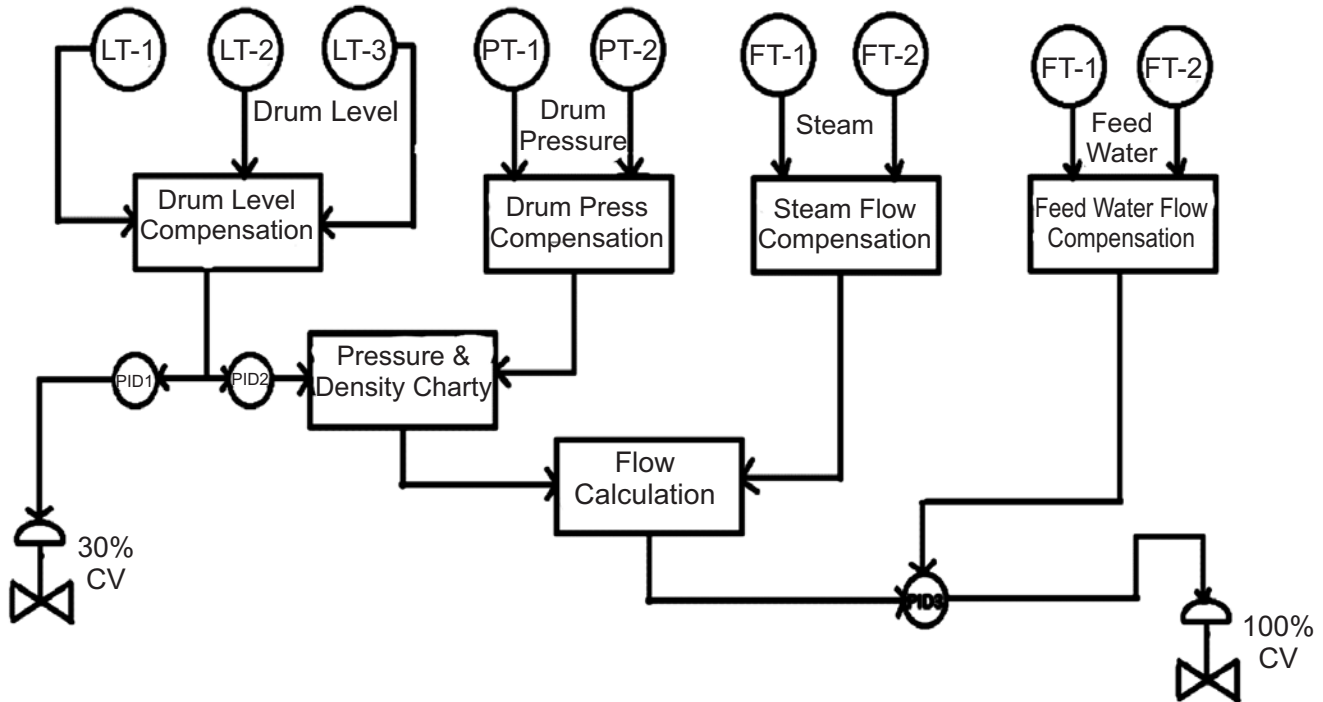 LT-1
LT-2
LT-3
PT-1
PT-2
FT-1
FT-2
FT-1
FT-2
Drum Level
Drum
Pressure
Steam
Feed
Water
Drum Level
Compensation
Drum Press
Compensation
Steam Flow
Compensation
Feed Water Flow
Compensation
PID1
PID2
Pressure &
Density Charty
Flow
Calculation
30%
CV
PID3
100%
CV